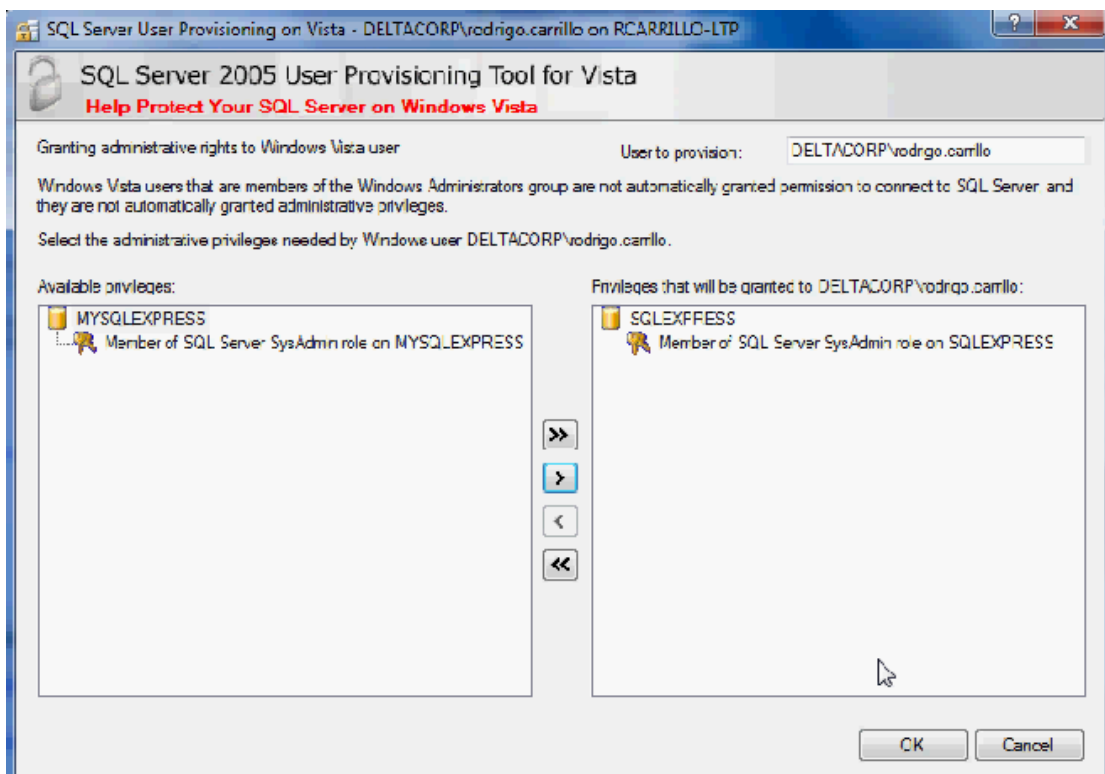 SQL Server User Provisioning on Vista - DELTACORP\rodrigo.carrillo on RCARRILLO-LTP
SQL Server 2005 User Provisioning Tool for Vista
Help Protect Your SQL Server on Windows Vista
Granting administrative rights to Windows Vista user
User to provision:
DELTACORP\rodrigo.carrillo
Windows Vista users that are members of the Windows Administrators group are not automatically granted permission to connect to SQL Server, and
they are not automatically granted administrative privileges.
Select the administrative privileges needed by Windows user DELTACORP\rodrigo.carrillo.
Available privileges:
Privileges that will be granted to DELTACORP\rodrigo.carrillo:
MYSQLEXPRESS
Member of SQL Server SysAdmin role on MYSQLEXPRESS
SQLEXPRESS
Member of SQL Server SysAdmin role on SQLEXPRESS
>>
>
<
<<
OK
Cancel